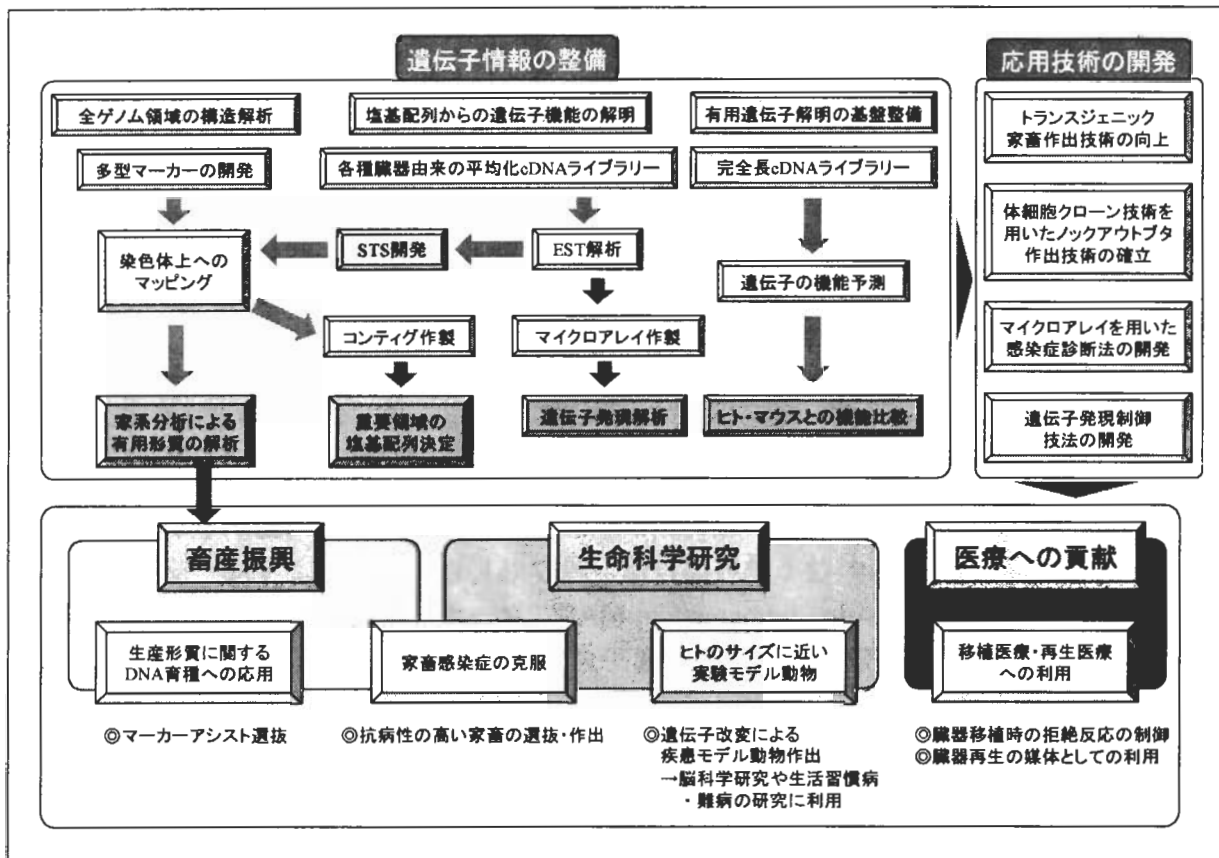 遺伝子情報の整備
全ゲノム領域の構造解析
塩基配列からの遺伝子機能の解明
有用遺伝子解明の基盤整備
多型マーカーの開発
各種臓器由来の平均化cDNAライブラリー
完全長cDNAライブラリー
染色体上への
マッピング
STS開発
EST解析
遺伝子の機能予測
コンティグ作製
マイクロアレイ作製
家系分析による
有用形質の解析
重要領域の
塩基配列決定
遺伝子発現解析
ヒト・マウスとの機能比較
応用技術の開発
トランスジェニック
家畜作出技術の向上
体細胞クローン技術を
用いたノックアウトブタ
作出技術の確立
マイクロアレイを用いた
感染症診断法の開発
遺伝子発現制御
技法の開発
畜産振興
生命科学研究
医療への貢献
生産形質に関する
DNA育種への応用
家畜感染症の克服
ヒトのサイズに近い
実験モデル動物
移植医療・再生医療
への利用
◎マーカーアシスト選抜
◎抗病性の高い家畜の選抜・作出
◎遺伝子改変による
疾患モデル動物作出
→脳科学研究や生活習慣病
・難病の研究に利用
◎臓器移植時の拒絶反応の制御
◎臓器再生の媒体としての利用